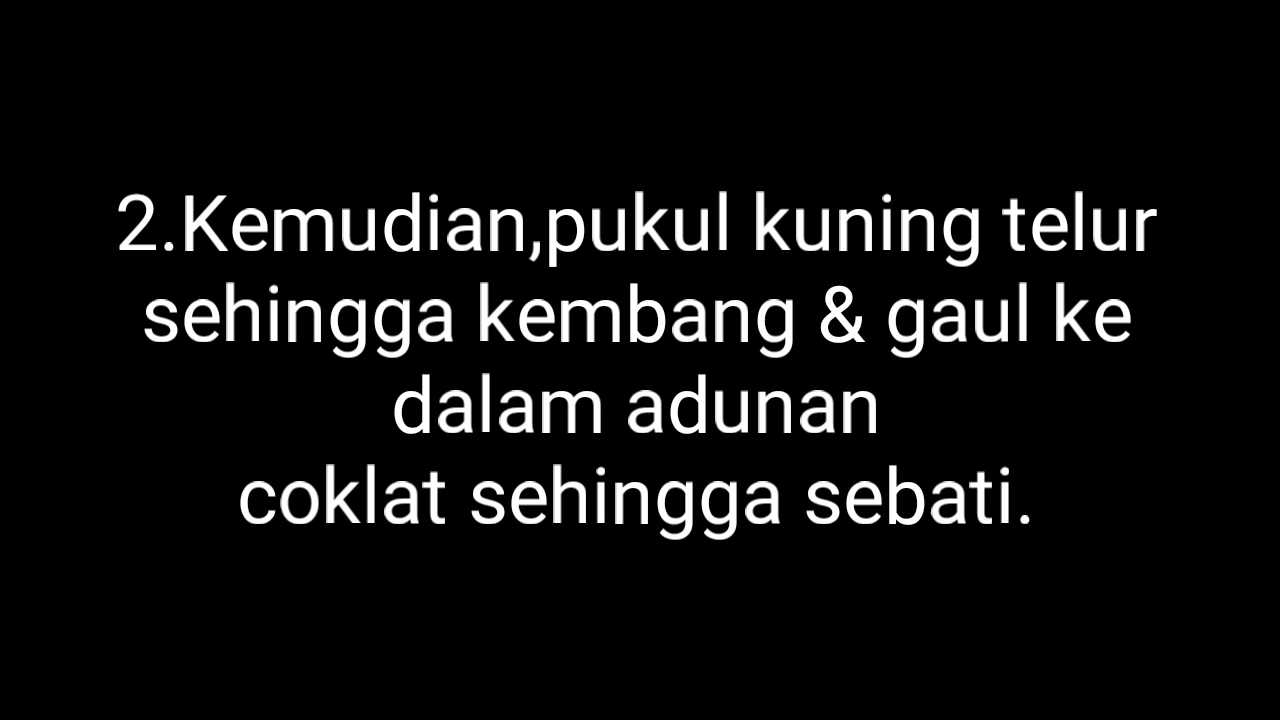 2.Kemudian,pukul kuning telur
sehingga kembang & gaul ke
dalam adunan
coklat sehingga sebati.